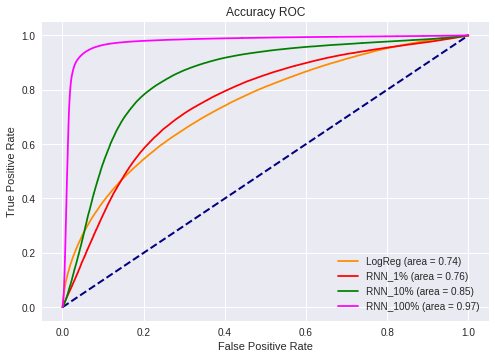 Accuracy ROC
1.0
0.8
0.6
0.4
0.2
0.0
True Positive Rate
LogReg (area = 0.74)
RNN_1% (area = 0.76)
RNN_10% (area = 0.85)
RNN_100% (area = 0.97)
0.0 0.2 0.4 0.6 0.8 1.0
False Positive Rate